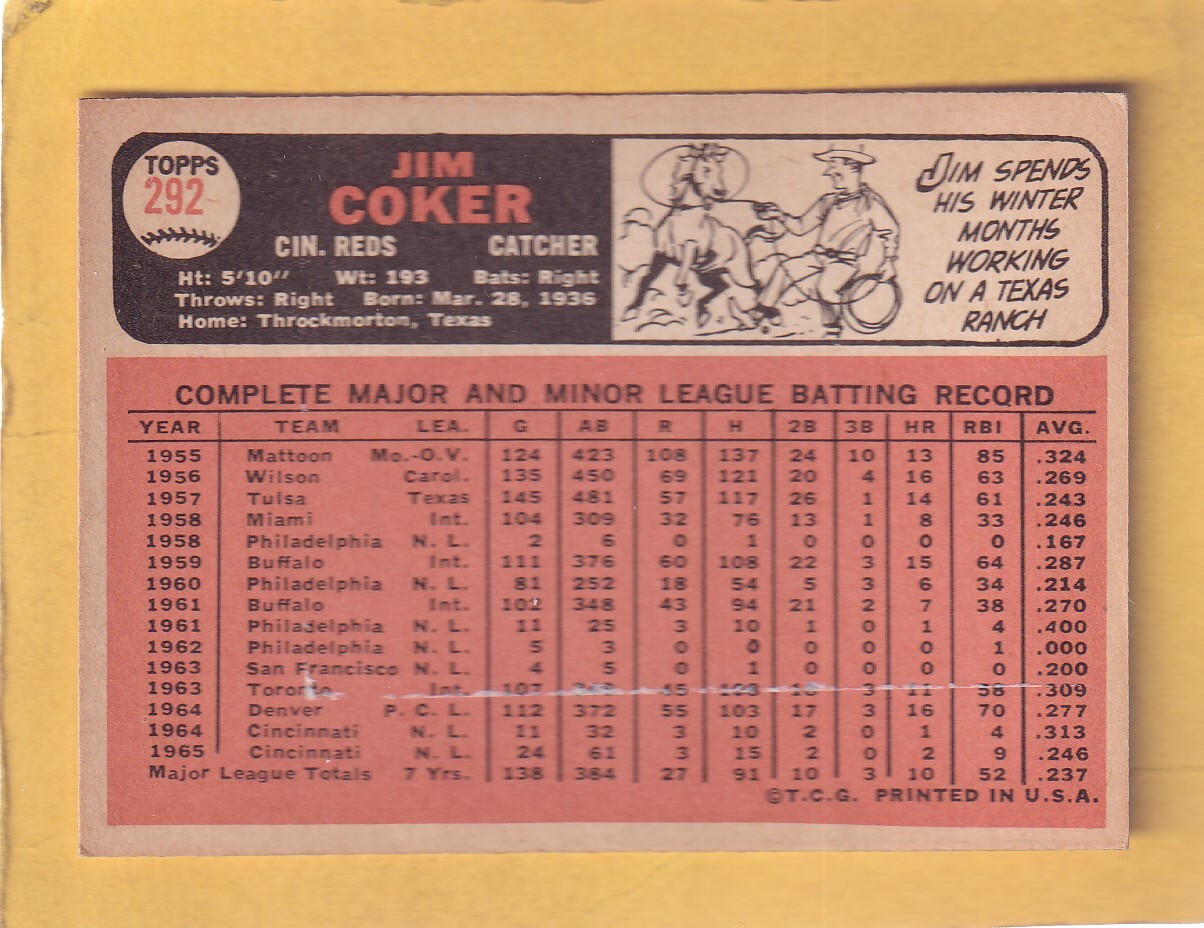 TOPPS
292
JIM
COKER
CIN. REDS CATCHER
Ht: 5'10" Wt: 193 Bats: Right
Throws: Right Born: Mar. 28, 1936
Home: Throckmorton, Texas
JIM SPENDS
HIS WINTER
MONTHS
WORKING
ON A TEXAS
RANCH
COMPLETE MAJOR AND MINOR LEAGUE BATTING RECORD
YEAR TEAM LEA. G AB R H 2B 3B HR RBI AVG.
1955 Mattoon Mo.-O.V. 124 423 108 137 24 10 13 85 .324
1956 Wilson Carol. 135 450 69 121 20 4 16 63 .269
1957 Tulsa Texas 145 481 57 117 26 1 14 61 .243
1958 Miami Int. 104 309 32 76 13 1 8 33 .246
1958 Philadelphia N. L. 2 6 0 1 0 0 0 0 .167
1959 Buffalo Int. 111 376 60 108 22 3 15 64 .287
1960 Philadelphia N. L. 81 252 18 54 5 3 6 34 .214
1961 Buffalo Int. 102 348 43 94 21 2 7 38 .270
1961 Philadelphia N. L. 11 25 3 10 1 0 1 4 .400
1962 Philadelphia N. L. 5 3 0 0 0 0 0 1 .000
1963 San Francisco N. L. 4 5 0 1 0 0 0 0 .200
1963 Toronto Int. 107 45 3 11 58 .309
1964 Denver P. C. L. 112 372 55 103 17 3 16 70 .277
1964 Cincinnati N. L. 11 32 3 10 2 0 1 4 .313
1965 Cincinnati N. L. 24 61 3 15 2 0 2 9 .246
Major League Totals 7 Yrs. 138 384 27 91 10 3 10 52 .237
©T.C.G. PRINTED IN U.S.A.